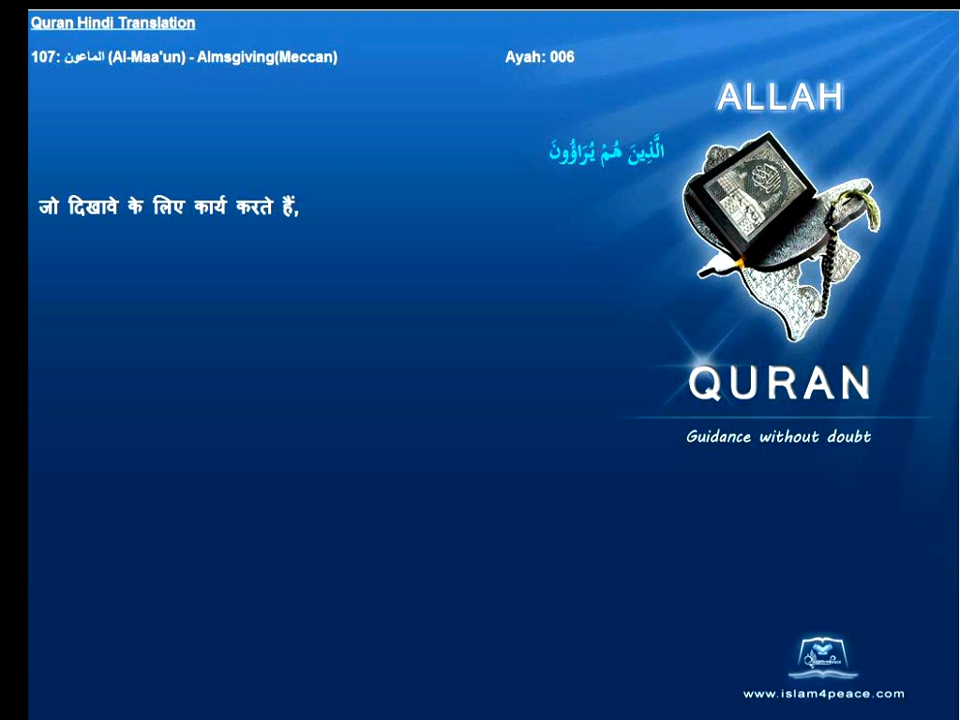 Quran Hindi Translation
107: الماعون (Al-Maa'un) - Almsgiving(Meccan) Ayah: 006
ALLAH
الَّذِينَ هُمْ يُرَاؤُونَ
जो दिखावे के लिए कार्य करते हैं,
QURAN
Guidance without doubt
www.islam4peace.com